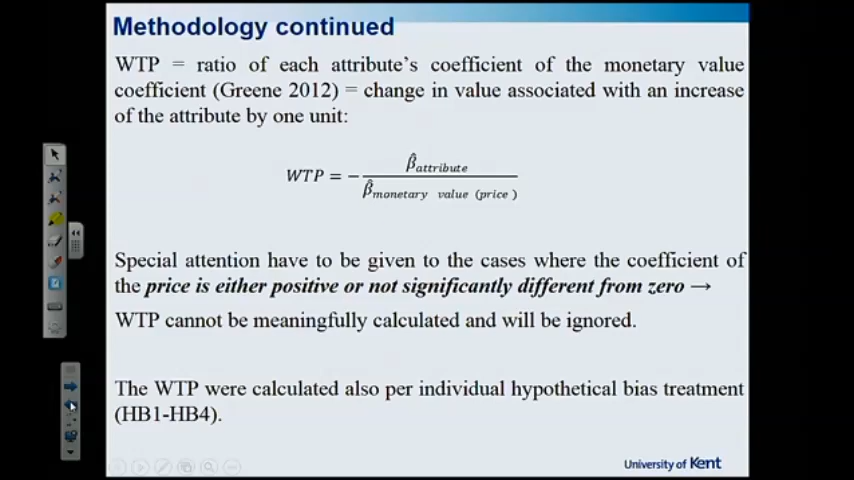 Methodology continued
WTP = ratio of each attribute's coefficient of the monetary value
coefficient (Greene 2012) = change in value associated with an increase
of the attribute by one unit:
WTP = − β̂attribute / β̂monetary value (price)
Special attention have to be given to the cases where the coefficient of
the price is either positive or not significantly different from zero →
WTP cannot be meaningfully calculated and will be ignored.
The WTP were calculated also per individual hypothetical bias treatment
(HB1-HB4).
University of Kent